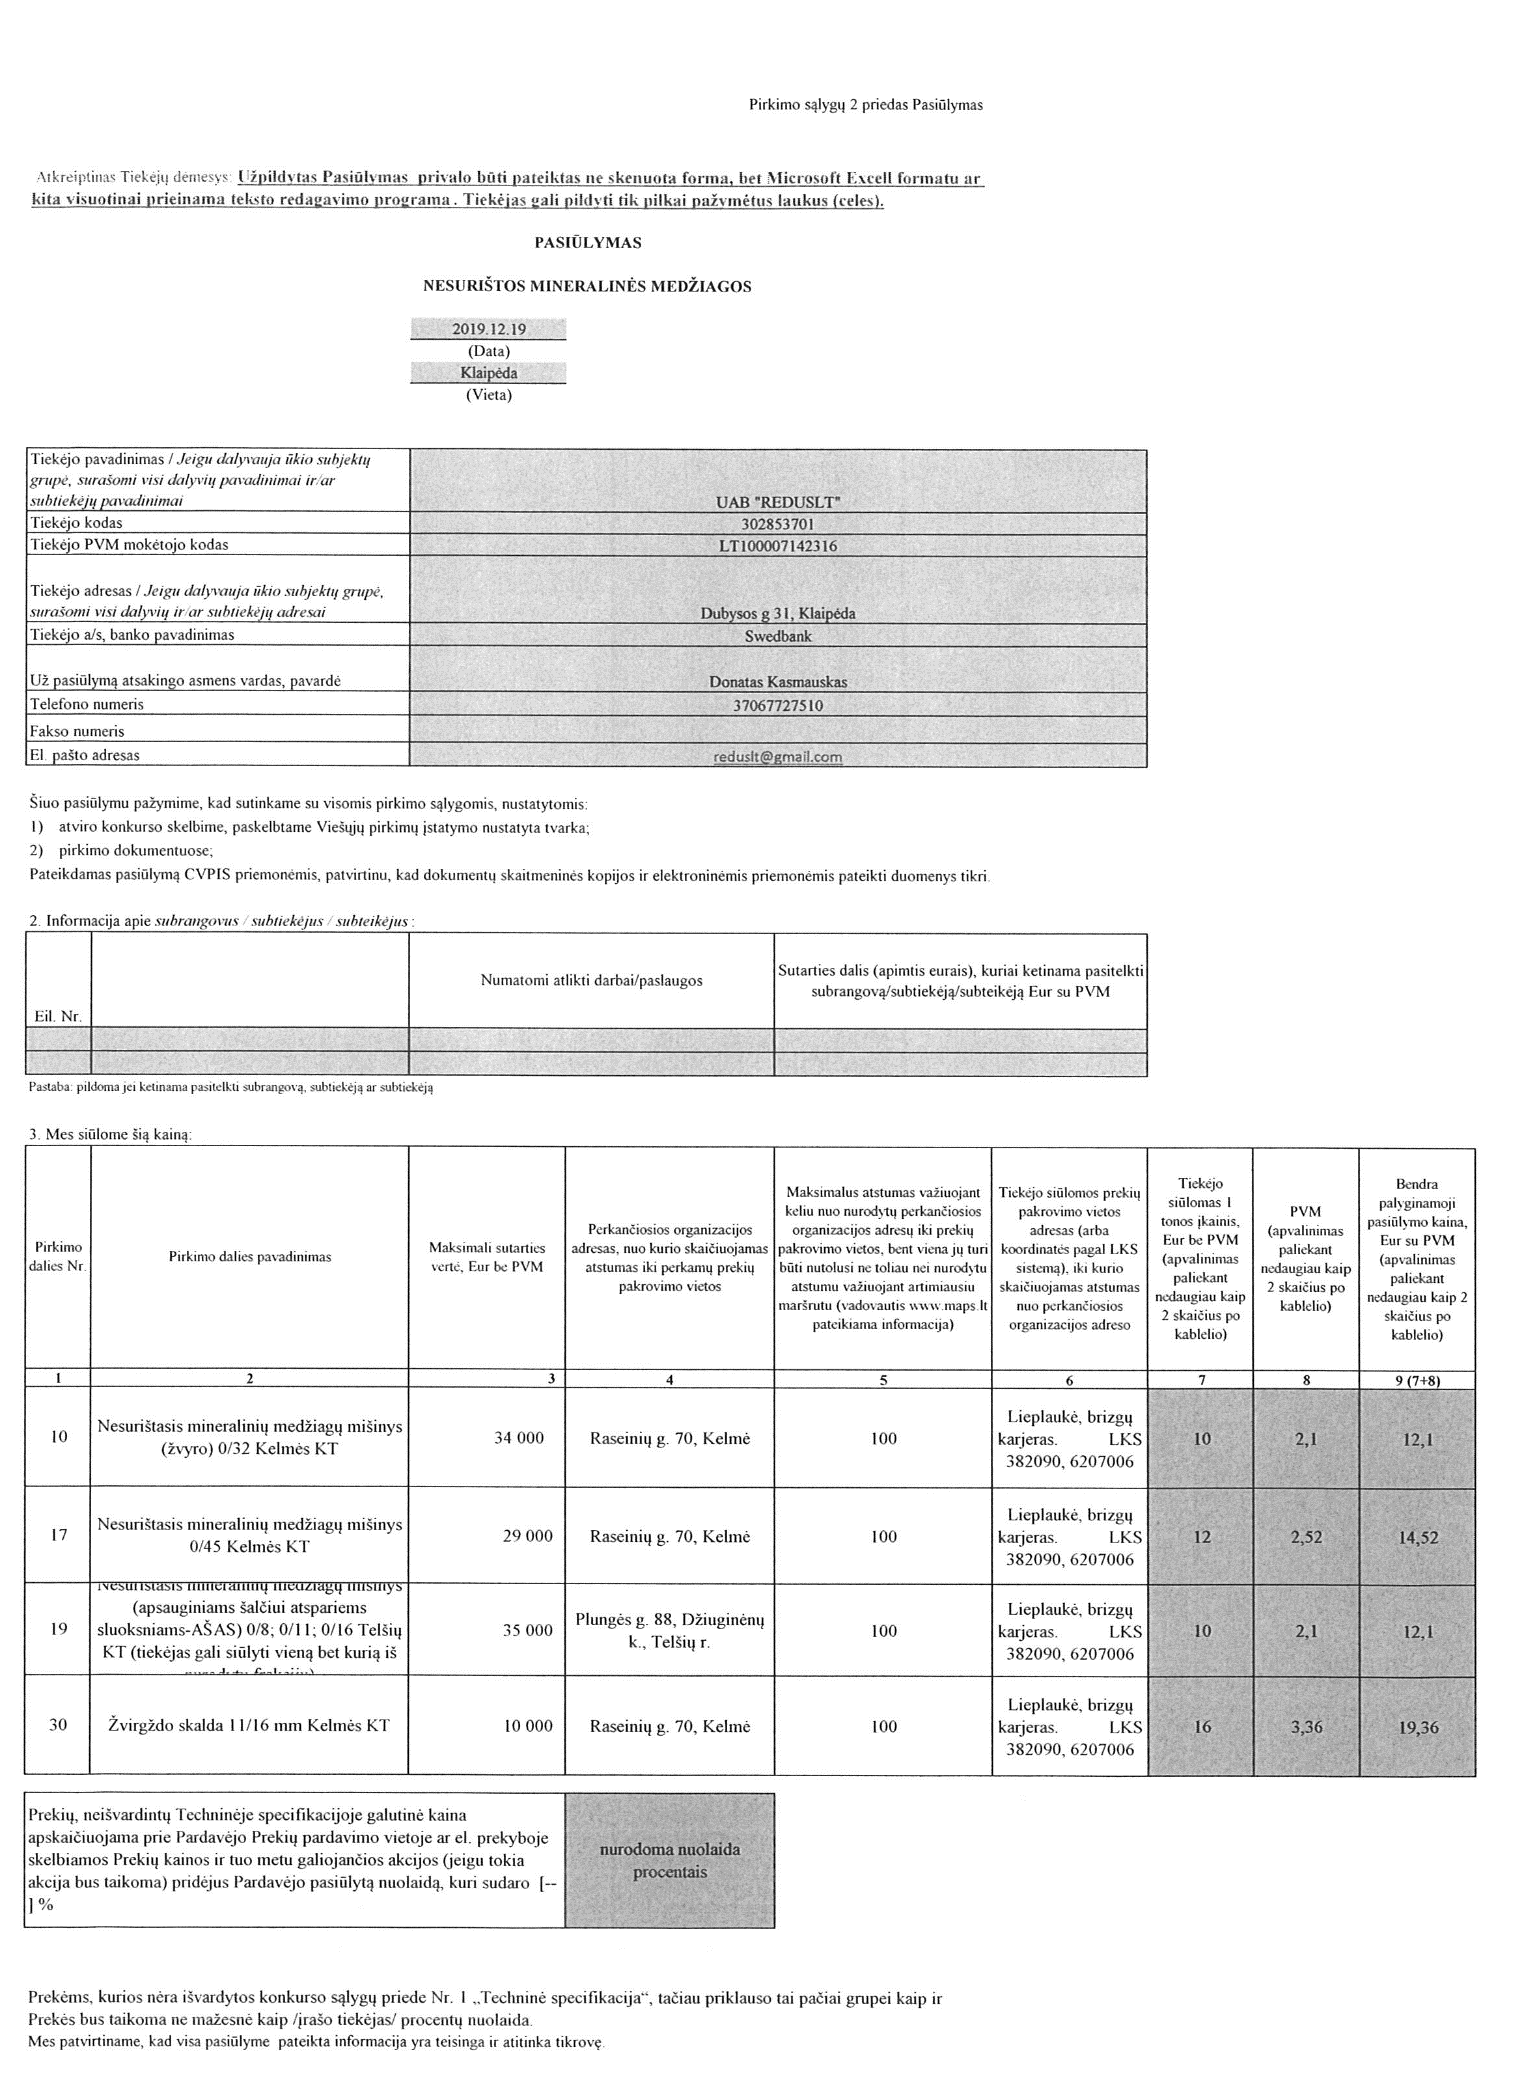 Pirkimo sąlygų 2 priedas Pasiūlymas
Atkreiptinas Tiekėjų dėmesys: Užpildytas Pasiūlymas privalo būti pateiktas ne skenuota forma, bet Microsoft Excell formatu ar
kita visuotinai prieinama teksto redagavimo programa . Tiekėjas gali pildyti tik pilkai pažymėtus laukus (celes).
PASIŪLYMAS
NESURIŠTOS MINERALINĖS MEDŽIAGOS
2019.12.19
(Data)
Klaipėda
(Vieta)
Tiekėjo pavadinimas / Jeigu dalyvauja ūkio subjektų
grupė, surašomi visi dalyvių pavadinimai ir/ar
subtiekėjų pavadinimai
UAB "REDUSLT"
Tiekėjo kodas
302853701
Tiekėjo PVM mokėtojo kodas
LT100007142316
Tiekėjo adresas / Jeigu dalyvauja ūkio subjektų grupė,
surašomi visi dalyvių ir/ar subtiekėjų adresai
Dubysos g 31, Klaipėda
Tiekėjo a/s, banko pavadinimas
Swedbank
Už pasiūlymą atsakingo asmens vardas, pavardė
Donatas Kasmauskas
Telefono numeris
37067727510
Fakso numeris
El. pašto adresas
reduslt@gmail.com
Šiuo pasiūlymu pažymime, kad sutinkame su visomis pirkimo sąlygomis, nustatytomis:
1) atviro konkurso skelbime, paskelbtame Viešųjų pirkimų įstatymo nustatyta tvarka;
2) pirkimo dokumentuose;
Pateikdamas pasiūlymą CVPIS priemonėmis, patvirtinu, kad dokumentų skaitmeninės kopijos ir elektroninėmis priemonėmis pateikti duomenys tikri.
2. Informacija apie subrangovus / subtiekėjus / subteikėjus :
Eil. Nr.
Numatomi atlikti darbai/paslaugos
Sutarties dalis (apimtis eurais), kuriai ketinama pasitelkti
subrangovą/subtiekėją/subteikėją Eur su PVM
Pastaba: pildoma jei ketinama pasitelkti subrangovą, subtiekėją ar subtiekėją
3. Mes siūlome šią kainą:
Pirkimo
dalies Nr.
Pirkimo dalies pavadinimas
Maksimali sutarties
vertė, Eur be PVM
Perkančiosios organizacijos
adresas, nuo kurio skaičiuojamas
atstumas iki perkamų prekių
pakrovimo vietos
Maksimalus atstumas važiuojant
keliu nuo nurodytų perkančiosios
organizacijos adresų iki prekių
pakrovimo vietos, bent viena jų turi
būti nutolusi ne toliau nei nurodytu
atstumu važiuojant artimiausiu
maršrutu (vadovautis www.maps.lt
pateikiama informacija)
Tiekėjo siūlomos prekių
pakrovimo vietos
adresas (arba
koordinatės pagal LKS
sistemą), iki kurio
skaičiuojamas atstumas
nuo perkančiosios
organizacijos adreso
Tiekėjo
siūlomas 1
tonos įkainis,
Eur be PVM
(apvalinimas
paliekant
nedaugiau kaip
2 skaičius po
kablelio)
PVM
(apvalinimas
paliekant
nedaugiau kaip
2 skaičius po
kablelio)
Bendra
palyginamoji
pasiūlymo kaina,
Eur su PVM
(apvalinimas
paliekant
nedaugiau kaip 2
skaičius po
kablelio)
1 2 3 4 5 6 7 8 9 (7+8)
10
Nesurištasis mineralinių medžiagų mišinys
(žvyro) 0/32 Kelmės KT
34 000
Raseinių g. 70, Kelmė
100
Lieplaukė, brizgų
karjeras. LKS
382090, 6207006
10
2,1
12,1
17
Nesurištasis mineralinių medžiagų mišinys
0/45 Kelmės KT
29 000
Raseinių g. 70, Kelmė
100
Lieplaukė, brizgų
karjeras. LKS
382090, 6207006
12
2,52
14,52
19
Nesurištasis mineralinių medžiagų mišinys
(apsauginiams šalčiui atspariems
sluoksniams-AŠAS) 0/8; 0/11; 0/16 Telšių
KT (tiekėjas gali siūlyti vieną bet kurią iš
nurodytų frakcijų)
35 000
Plungės g. 88, Džiuginėnų
k., Telšių r.
100
Lieplaukė, brizgų
karjeras. LKS
382090, 6207006
10
2,1
12,1
30
Žvirgždo skalda 11/16 mm Kelmės KT
10 000
Raseinių g. 70, Kelmė
100
Lieplaukė, brizgų
karjeras. LKS
382090, 6207006
16
3,36
19,36
Prekių, neišvardintų Techninėje specifikacijoje galutinė kaina
apskaičiuojama prie Pardavėjo Prekių pardavimo vietoje ar el. prekyboje
skelbiamos Prekių kainos ir tuo metu galiojančios akcijos (jeigu tokia
akcija bus taikoma) pridėjus Pardavėjo pasiūlytą nuolaidą, kuri sudaro [--
] %
nurodoma nuolaida
procentais
Prekėms, kurios nėra išvardytos konkurso sąlygų priede Nr. 1 „Techninė specifikacija“, tačiau priklauso tai pačiai grupei kaip ir
Prekės bus taikoma ne mažesnė kaip /įrašo tiekėjas/ procentų nuolaida.
Mes patvirtiname, kad visa pasiūlyme pateikta informacija yra teisinga ir atitinka tikrovę.